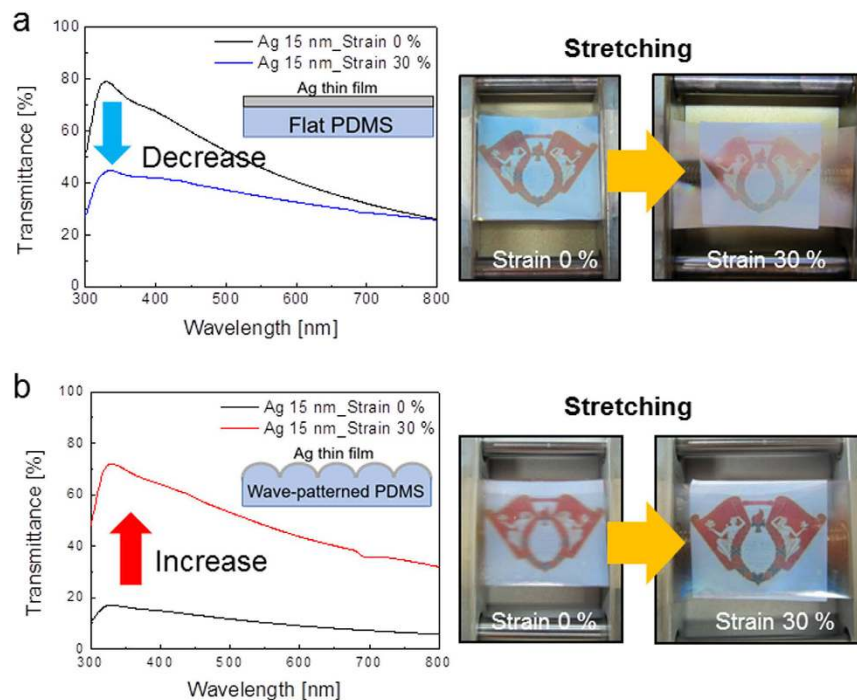 a
100
80
60
40
20
0
Transmittance [%]
Ag 15 nm_Strain 0 %
Ag 15 nm_Strain 30 %
Ag thin film
Flat PDMS
Decrease
300 400 500 600 700 800
Wavelength [nm]
Stretching
Strain 0 %
Strain 30 %
b
100
80
60
40
20
0
Transmittance [%]
Ag 15 nm_Strain 0 %
Ag 15 nm_Strain 30 %
Ag thin film
Wave-patterned PDMS
Increase
300 400 500 600 700 800
Wavelength [nm]
Stretching
Strain 0 %
Strain 30 %